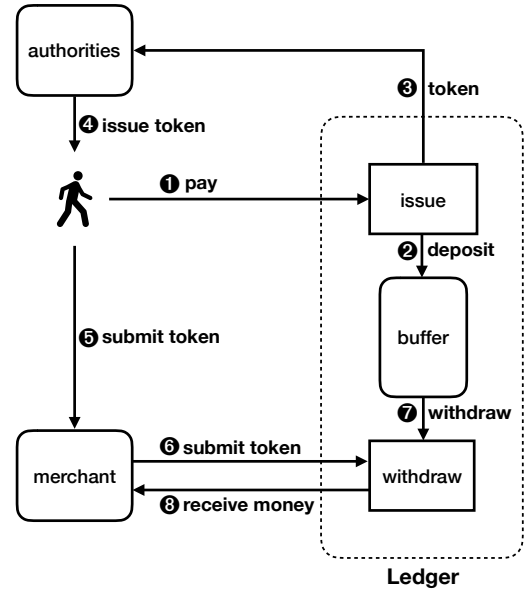 authorities
❸ token
❹ issue token
❶ pay
issue
❷ deposit
buffer
❺ submit token
❼ withdraw
❻ submit token
merchant
withdraw
❽ receive money
Ledger